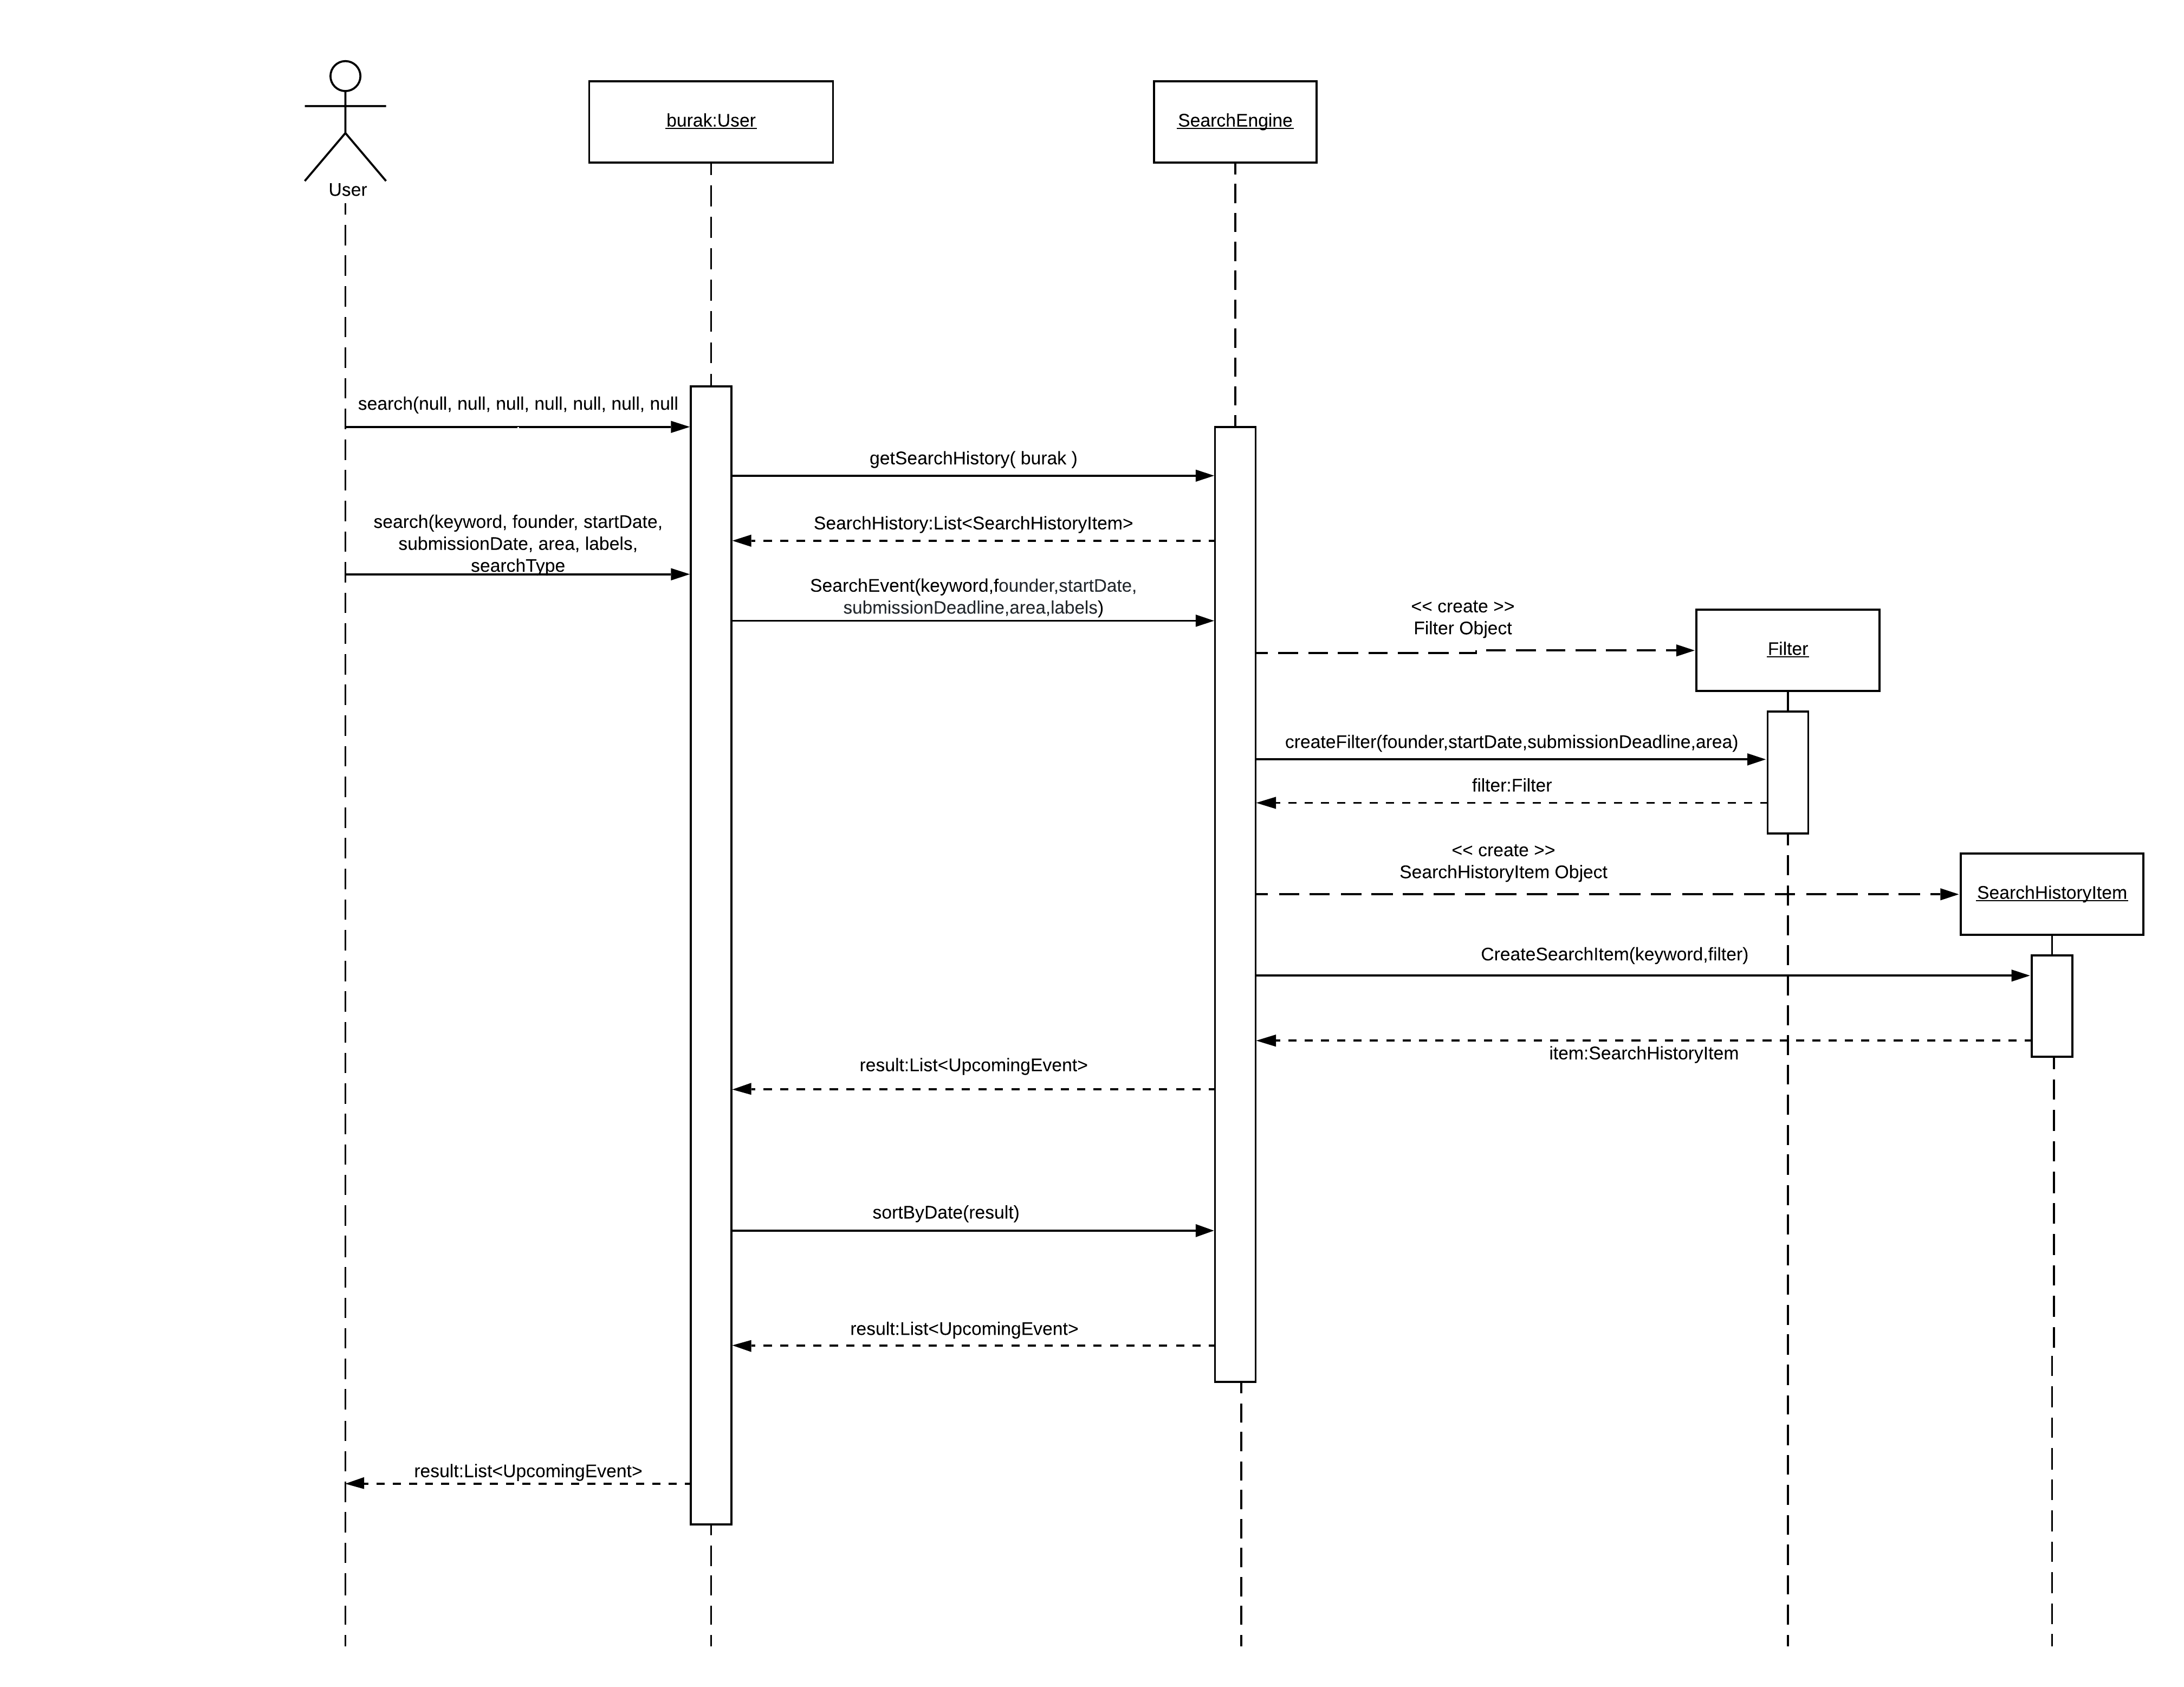 burak:User
SearchEngine
User
search(null, null, null, null, null, null, null
getSearchHistory( burak )
search(keyword, founder, startDate,
submissionDate, area, labels,
searchType
SearchHistory:List<SearchHistoryItem>
SearchEvent(keyword,founder,startDate,
submissionDeadline,area,labels)
<< create >>
Filter Object
Filter
createFilter(founder,startDate,submissionDeadline,area)
filter:Filter
<< create >>
SearchHistoryItem Object
SearchHistoryItem
CreateSearchItem(keyword,filter)
item:SearchHistoryItem
result:List<UpcomingEvent>
sortByDate(result)
result:List<UpcomingEvent>
result:List<UpcomingEvent>